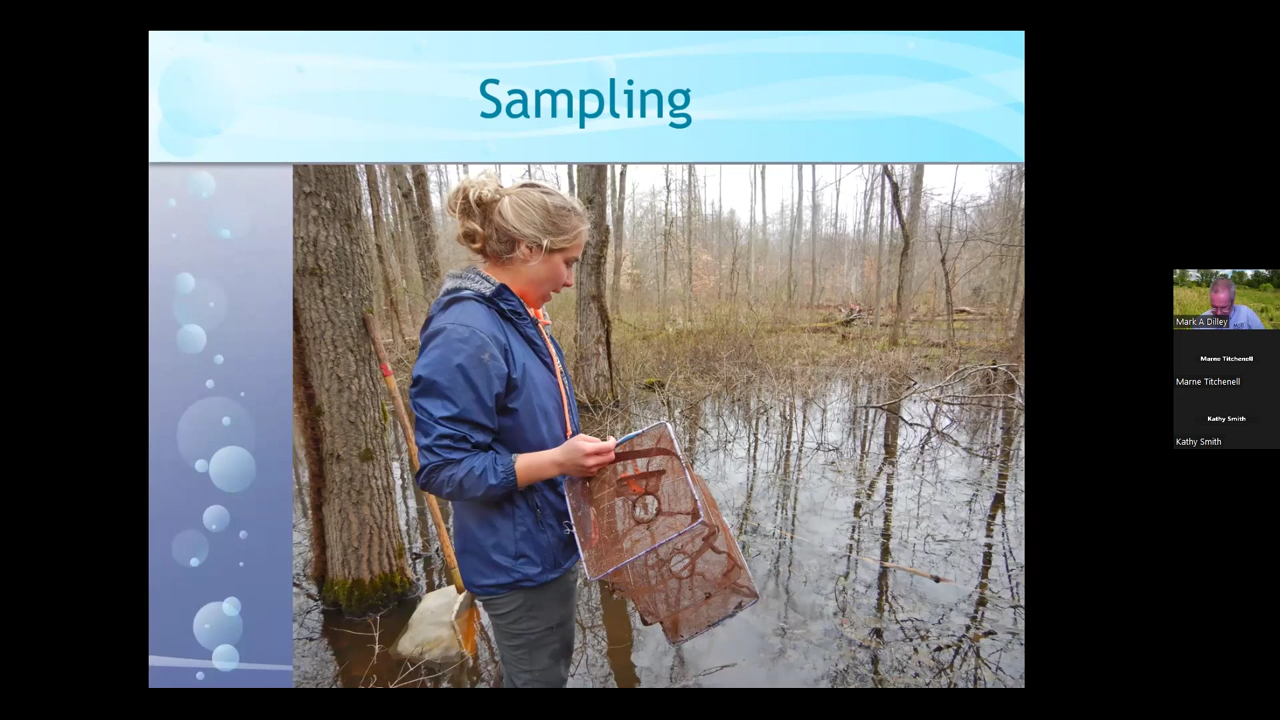 Sampling
Mark A Dilley
Marne Titchenell
Marne Titchenell
Kathy Smith
Kathy Smith